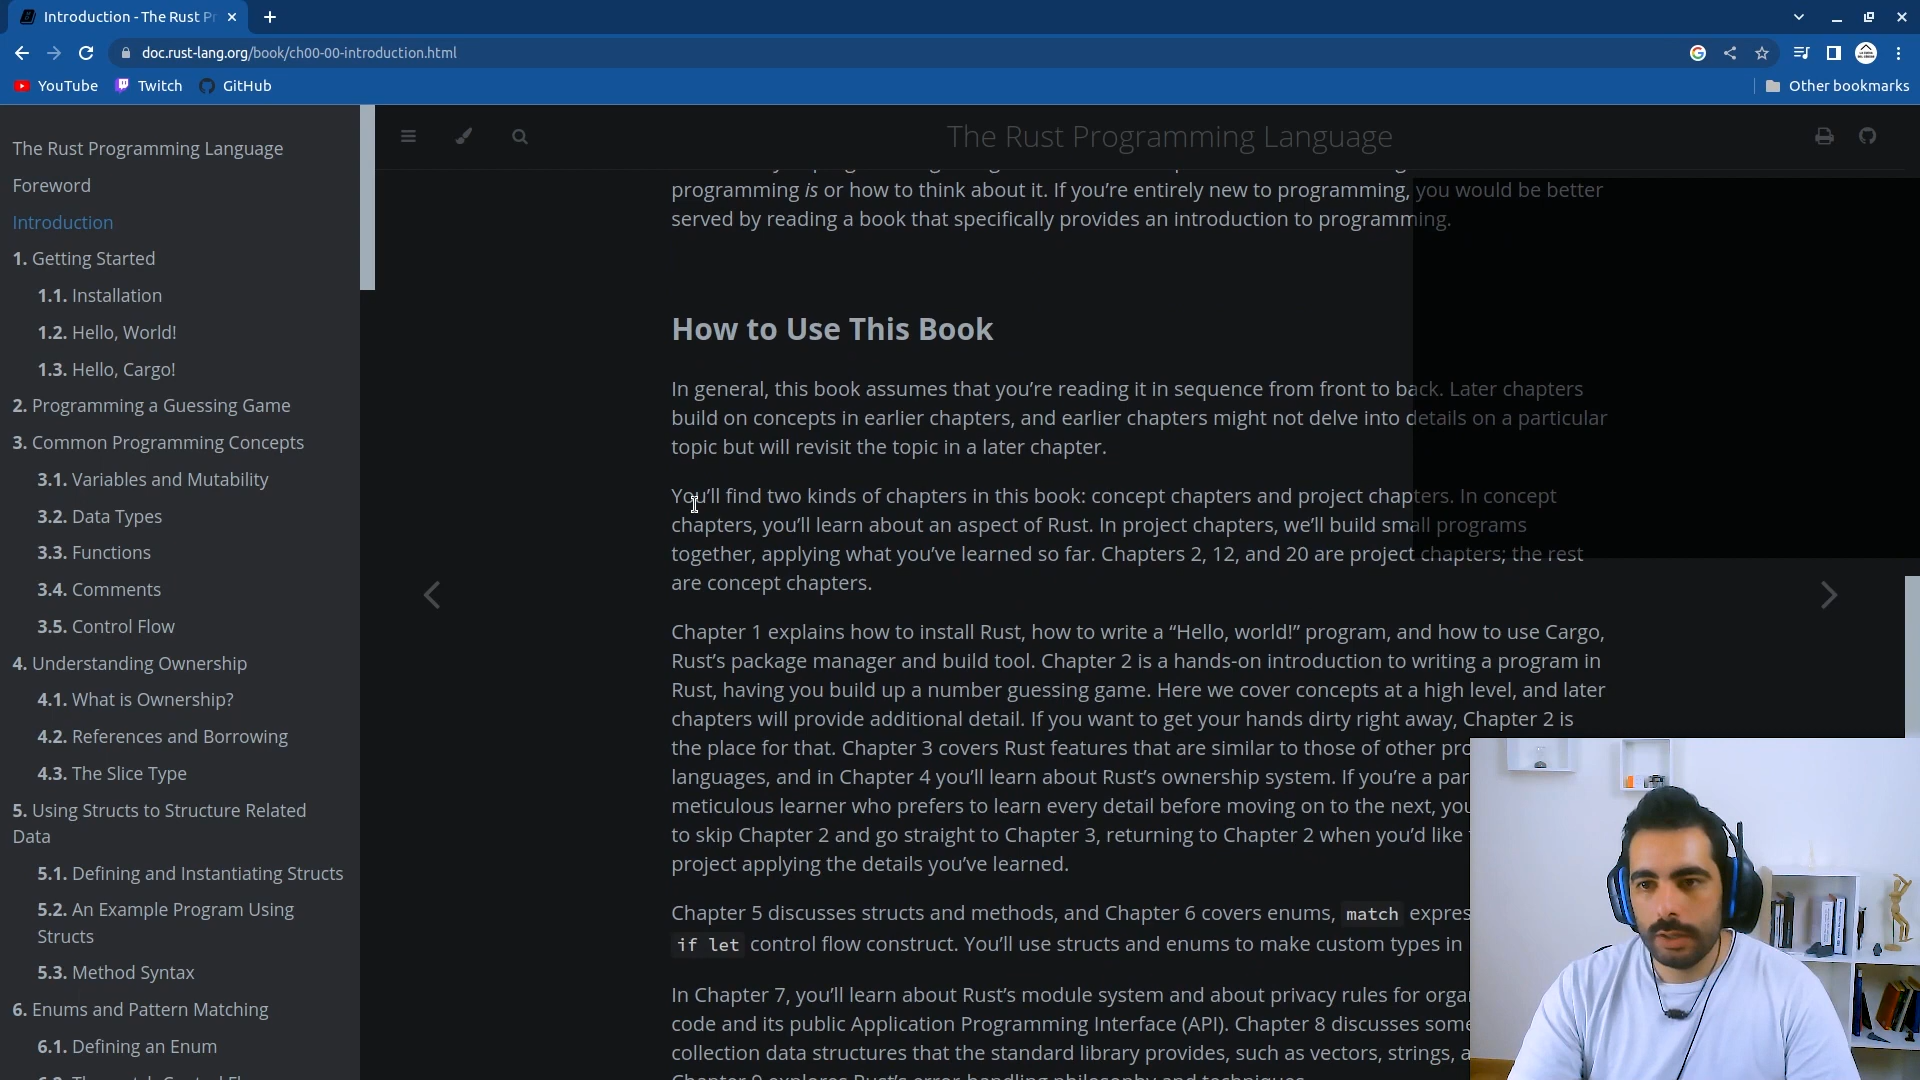 Introduction - The Rust Pr
doc.rust-lang.org/book/ch00-00-introduction.html
YouTube
Twitch
GitHub
Other bookmarks
The Rust Programming Language
Foreword
Introduction
1. Getting Started
1.1. Installation
1.2. Hello, World!
1.3. Hello, Cargo!
2. Programming a Guessing Game
3. Common Programming Concepts
3.1. Variables and Mutability
3.2. Data Types
3.3. Functions
3.4. Comments
3.5. Control Flow
4. Understanding Ownership
4.1. What is Ownership?
4.2. References and Borrowing
4.3. The Slice Type
5. Using Structs to Structure Related
Data
5.1. Defining and Instantiating Structs
5.2. An Example Program Using
Structs
5.3. Method Syntax
6. Enums and Pattern Matching
6.1. Defining an Enum
The Rust Programming Language
programming is or how to think about it. If you’re entirely new to programming, you would be better
served by reading a book that specifically provides an introduction to programming.
How to Use This Book
In general, this book assumes that you’re reading it in sequence from front to back. Later chapters
build on concepts in earlier chapters, and earlier chapters might not delve into details on a particular
topic but will revisit the topic in a later chapter.
You’ll find two kinds of chapters in this book: concept chapters and project chapters. In concept
chapters, you’ll learn about an aspect of Rust. In project chapters, we’ll build small programs
together, applying what you’ve learned so far. Chapters 2, 12, and 20 are project chapters; the rest
are concept chapters.
Chapter 1 explains how to install Rust, how to write a “Hello, world!” program, and how to use Cargo,
Rust’s package manager and build tool. Chapter 2 is a hands-on introduction to writing a program in
Rust, having you build up a number guessing game. Here we cover concepts at a high level, and later
chapters will provide additional detail. If you want to get your hands dirty right away, Chapter 2 is
the place for that. Chapter 3 covers Rust features that are similar to those of other pro
languages, and in Chapter 4 you’ll learn about Rust’s ownership system. If you’re a par
meticulous learner who prefers to learn every detail before moving on to the next, you
to skip Chapter 2 and go straight to Chapter 3, returning to Chapter 2 when you’d like
project applying the details you’ve learned.
Chapter 5 discusses structs and methods, and Chapter 6 covers enums, match expres
if let control flow construct. You’ll use structs and enums to make custom types in
In Chapter 7, you’ll learn about Rust’s module system and about privacy rules for orga
code and its public Application Programming Interface (API). Chapter 8 discusses some
collection data structures that the standard library provides, such as vectors, strings, a
Chapter 9 explores Rust’s error-handling philosophy and techniques.